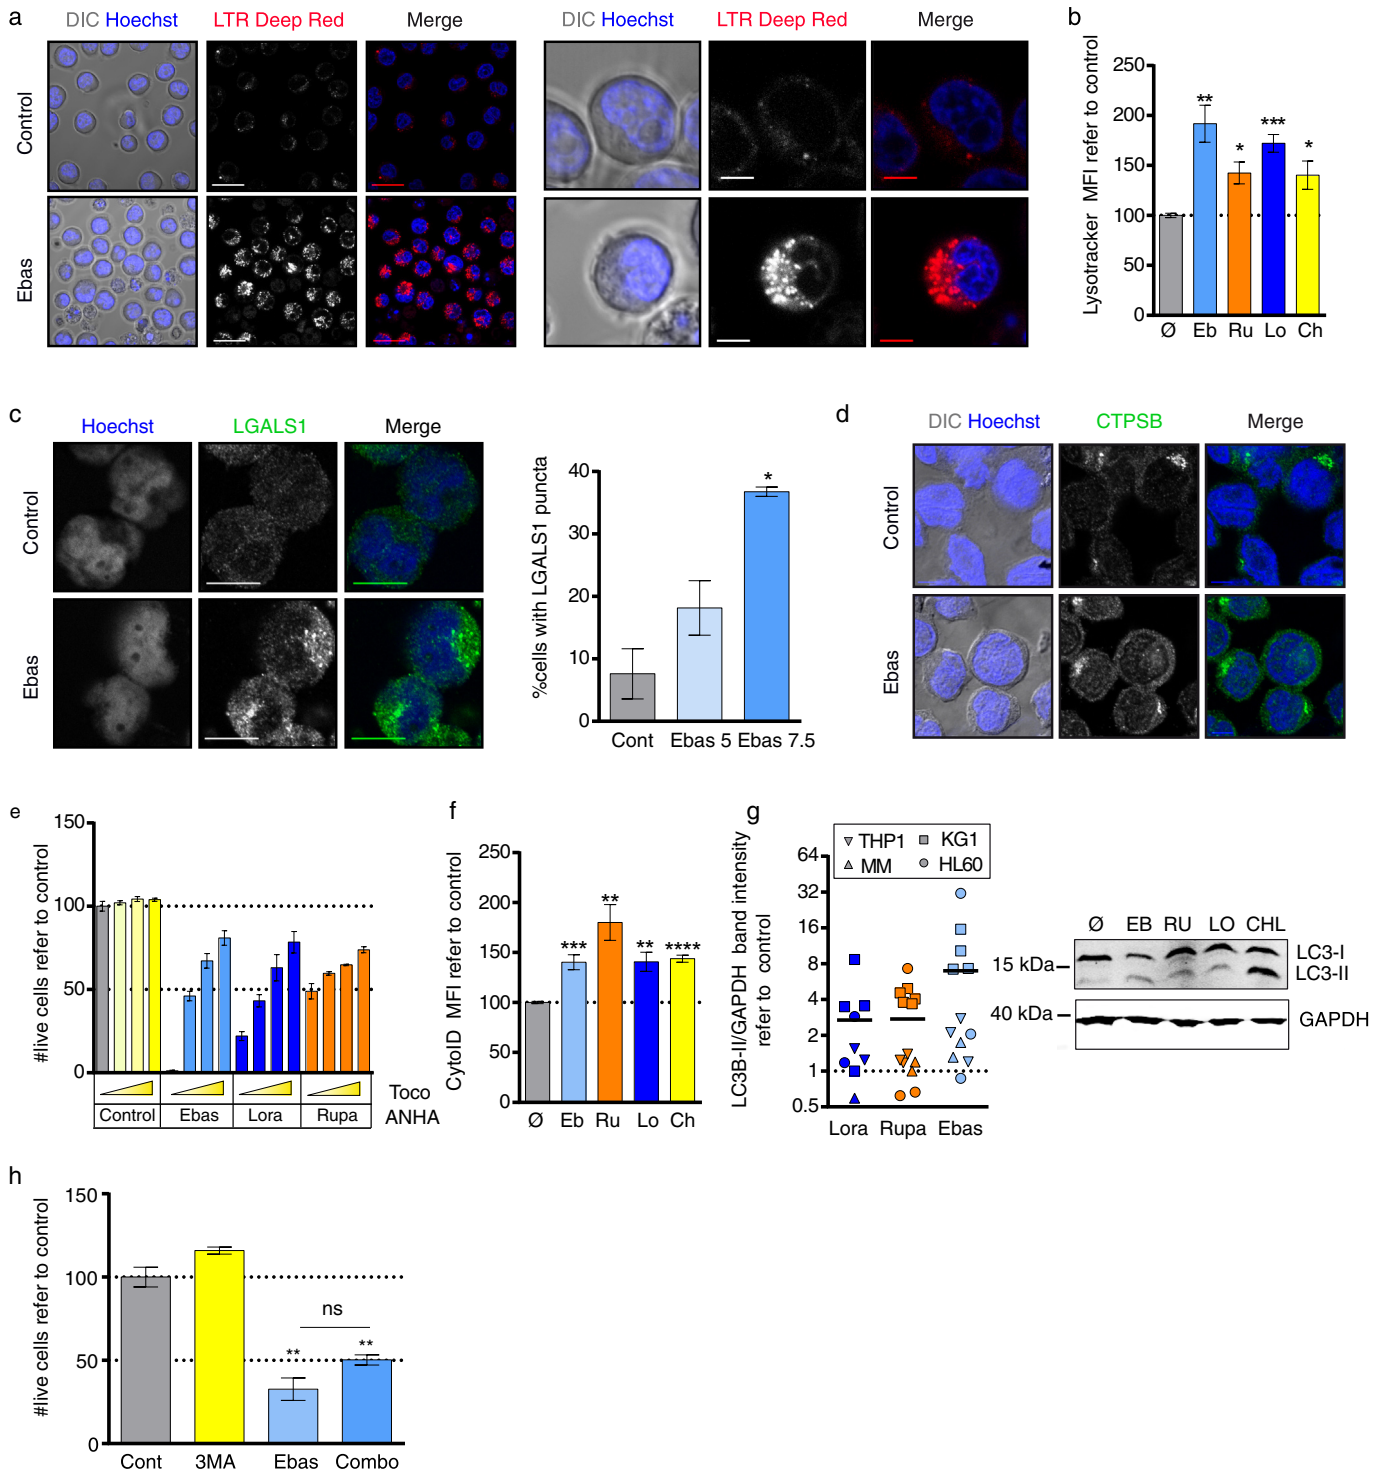 a
DIC Hoechst
LTR Deep Red
Merge
DIC Hoechst
LTR Deep Red
Merge
Control
Ebas
b
Lysotracker MFI refer to control
250
200
150
100
50
0
**
*
***
*
Ø Eb Ru Lo Ch
c
Hoechst
LGALS1
Merge
Control
Ebas
%cells with LGALS1 puncta
40
30
20
10
0
*
Cont Ebas 5 Ebas 7.5
d
DIC Hoechst
CTPSB
Merge
Control
Ebas
e
#live cells refer to control
150
100
50
0
Toco
Control Ebas Lora Rupa ANHA
f
CytoID MFI refer to control
250
200
150
100
50
0
***
**
**
****
Ø Eb Ru Lo Ch
g
LC3B-II/GAPDH band intensity
refer to control
THP1 KG1
MM HL60
64
32
16
8
4
2
1
0.5
Lora Rupa Ebas
Ø EB RU LO CHL
15 kDa
LC3-I
LC3-II
40 kDa
GAPDH
h
#live cells refer to control
150
100
50
0
ns
**
**
Cont 3MA Ebas Combo